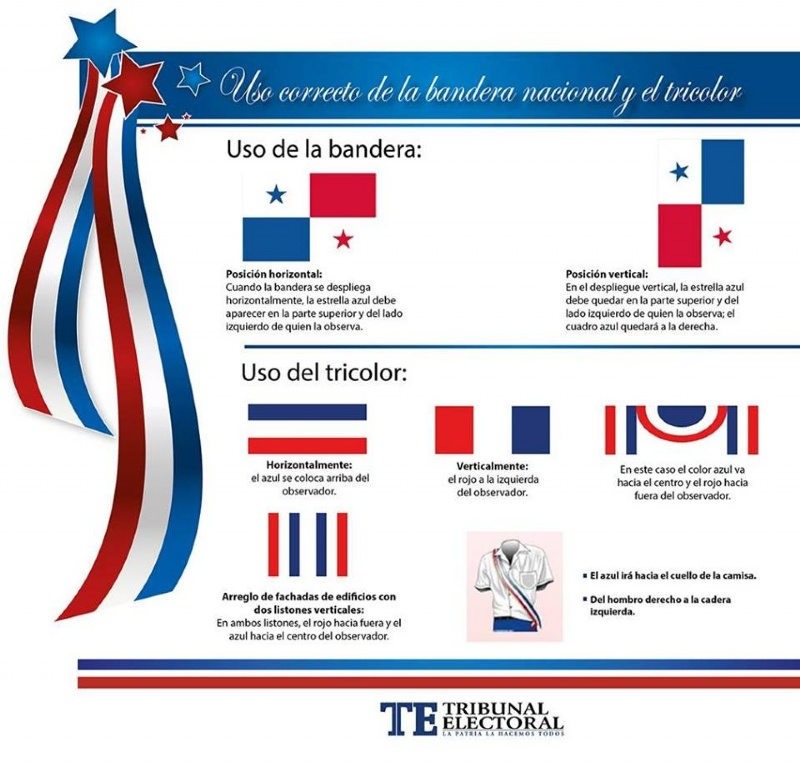 Uso correcto de la bandera nacional y el tricolor
Uso de la bandera:
Posición horizontal:
Cuando la bandera se despliega
horizontalmente, la estrella azul debe
aparecer en la parte superior y del lado
izquierdo de quien la observa.
Posición vertical:
En el despliegue vertical, la estrella azul
debe quedar en la parte superior y del
lado izquierdo de quien la observa; el
cuadro azul quedará a la derecha.
Uso del tricolor:
Horizontalmente:
el azul se coloca arriba del
observador.
Verticalmente:
el rojo a la izquierda
del observador.
En este caso el color azul va
hacia el centro y el rojo hacia
fuera del observador.
Arreglo de fachadas de edificios con
dos listones verticales:
En ambos listones, el rojo hacia fuera y el
azul hacia el centro del observador.
▪ El azul irá hacia el cuello de la camisa.
▪ Del hombro derecho a la cadera
izquierda.
TE TRIBUNAL
ELECTORAL
LA PATRIA LA HACEMOS TODOS